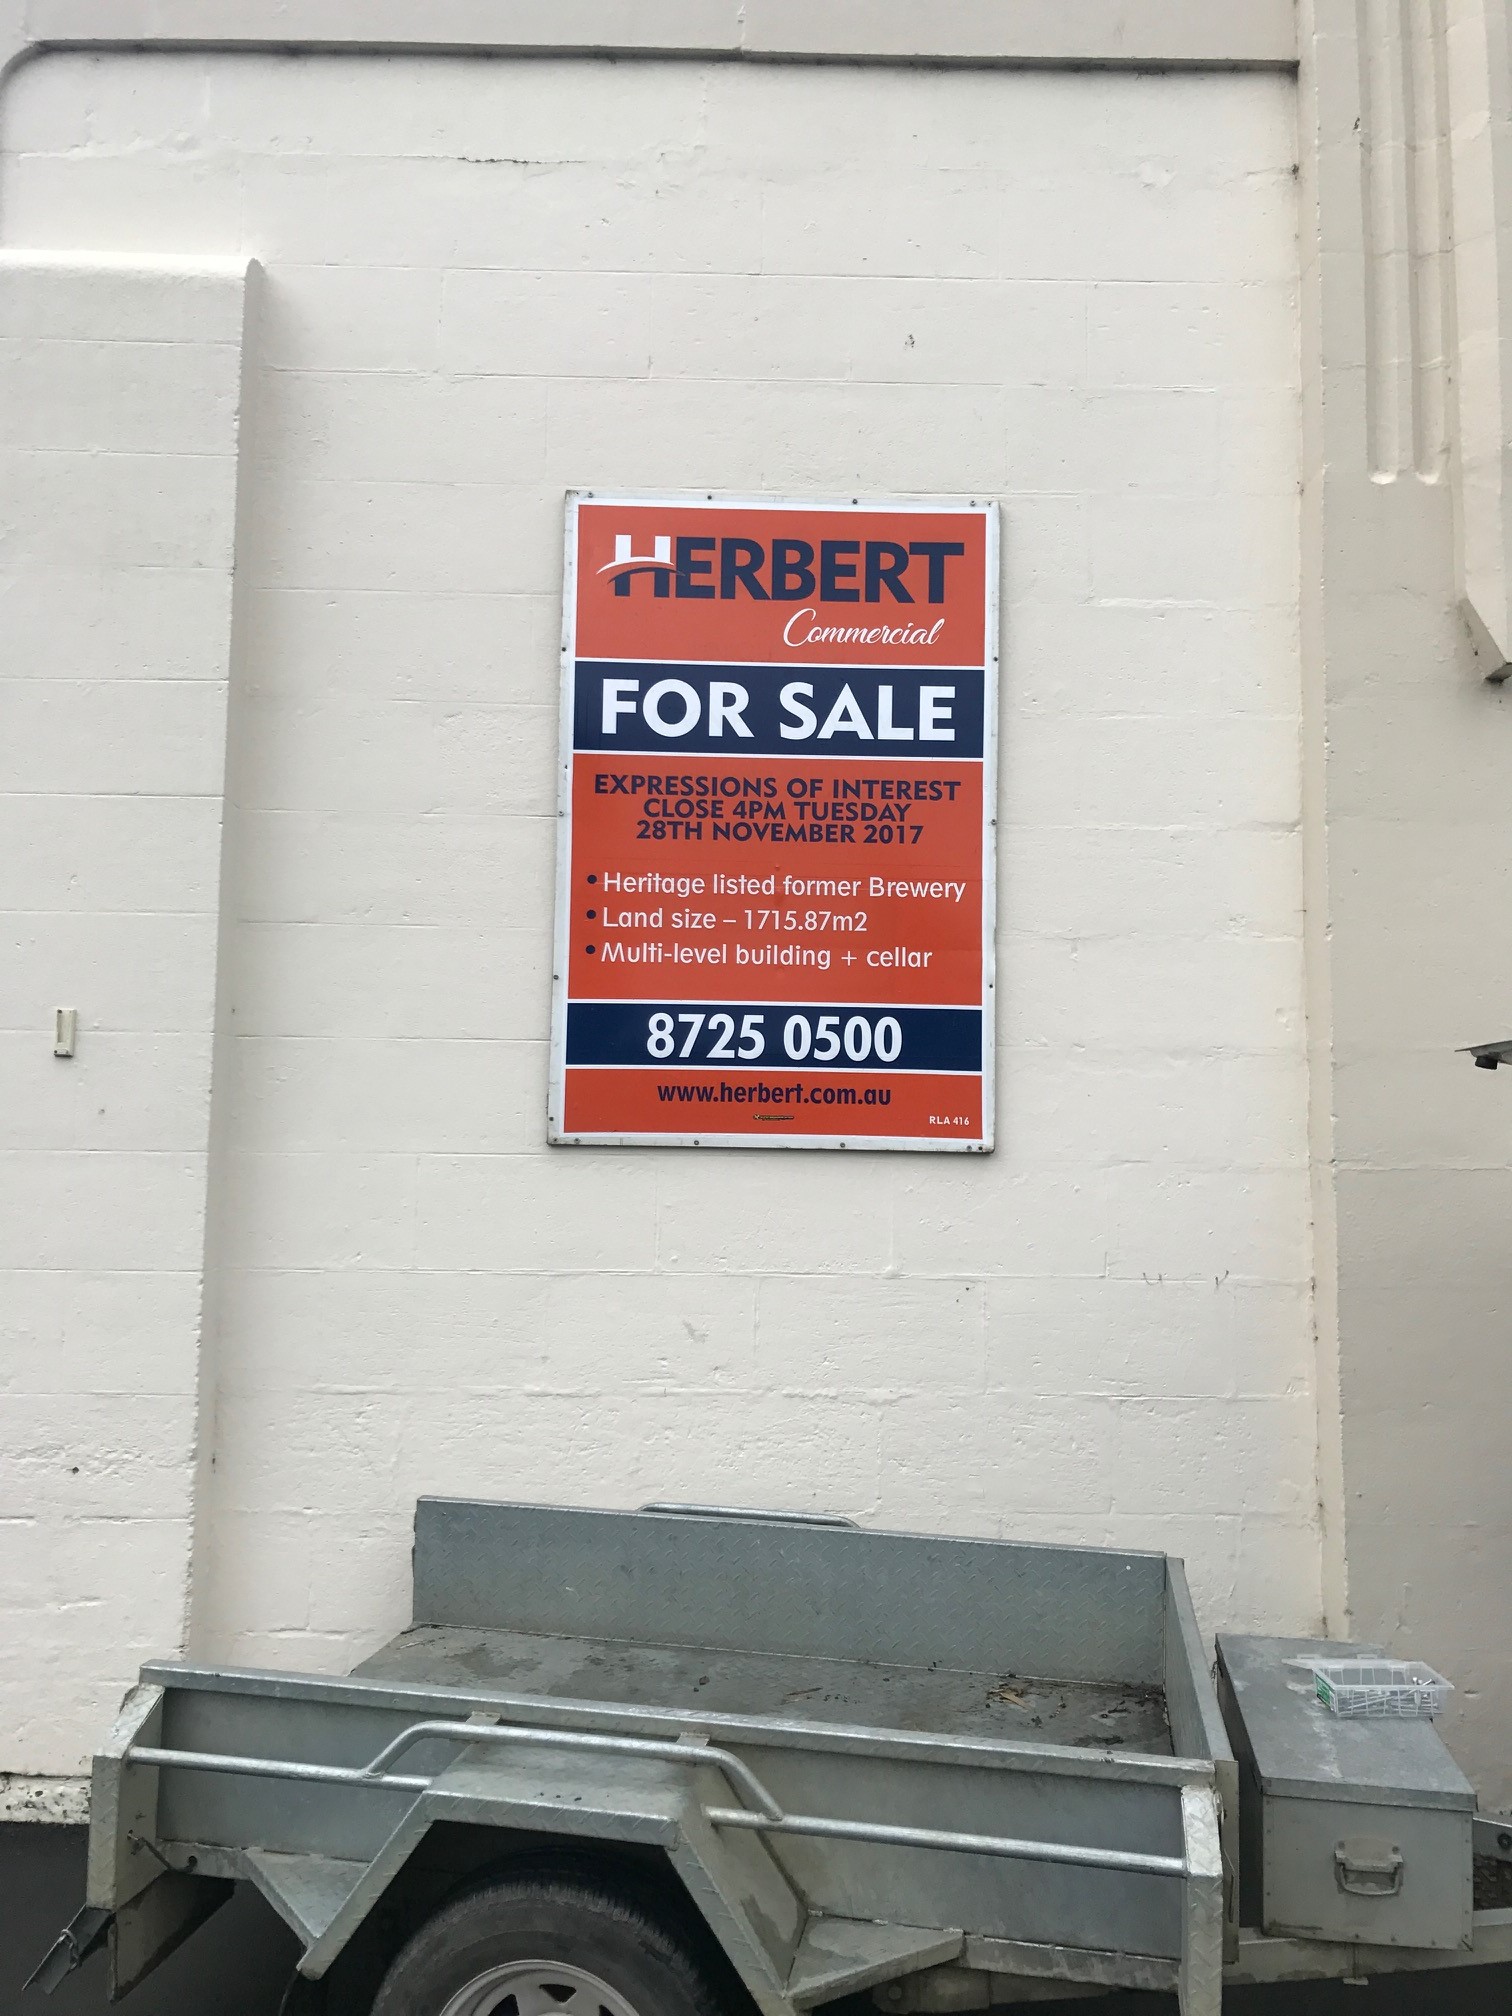 HERBERT
Commercial
FOR SALE
EXPRESSIONS OF INTEREST
CLOSE 4PM TUESDAY
28TH NOVEMBER 2017
• Heritage listed former Brewery
• Land size – 1715.87m2
• Multi-level building + cellar
8725 0500
www.herbert.com.au
RLA 416